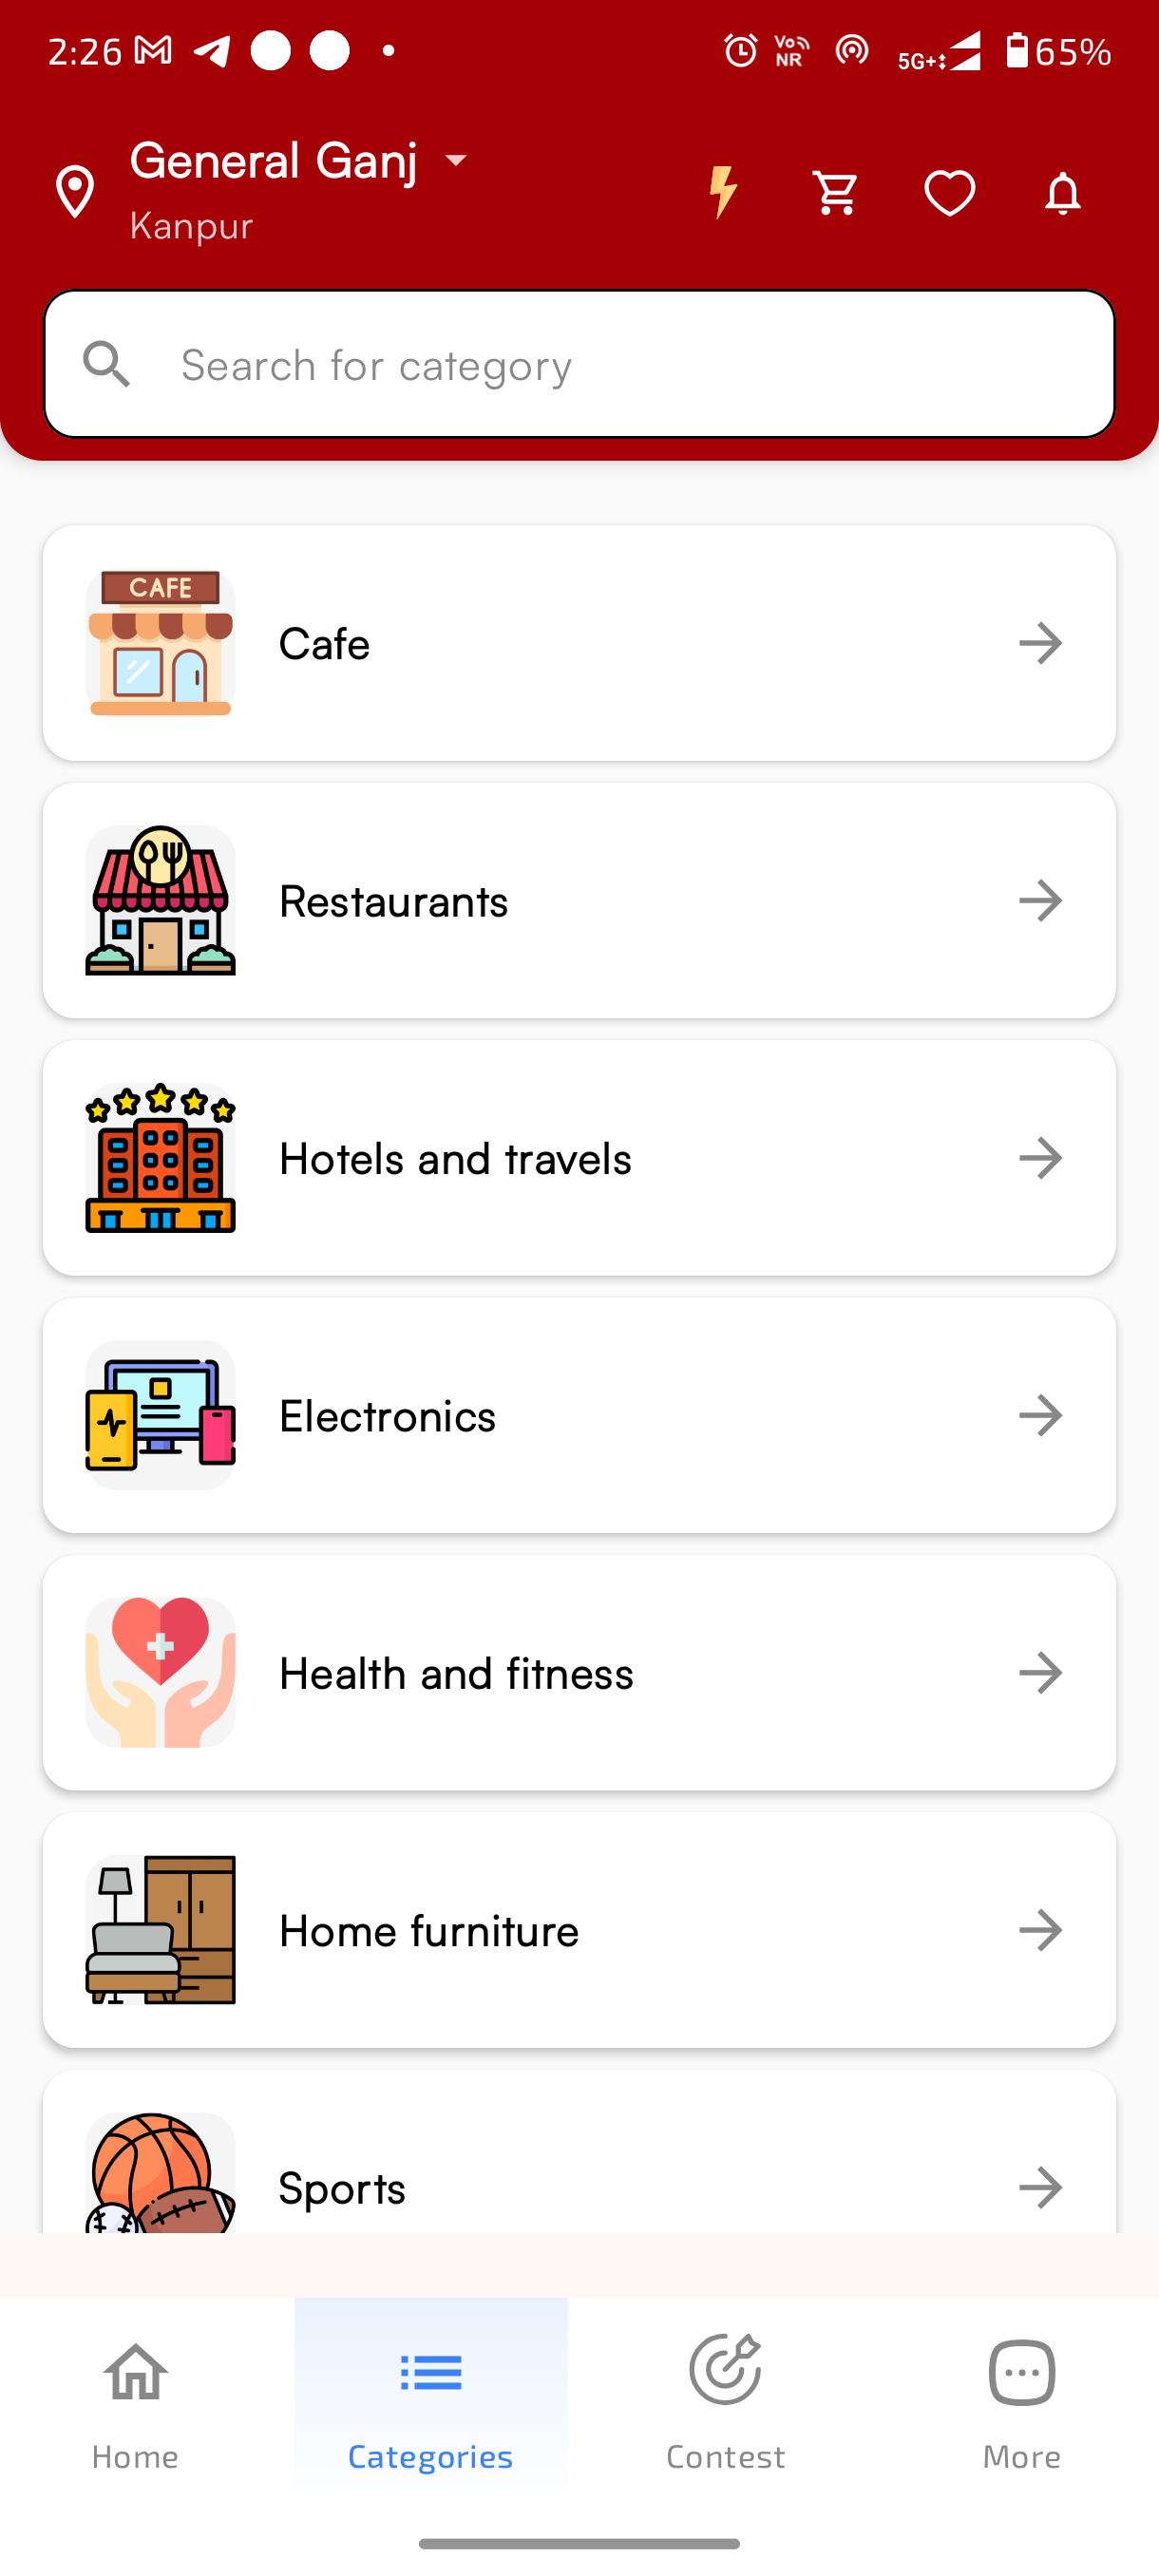 2:26
Vo NR
5G+
65%
General Ganj
Kanpur
Search for category
CAFE
Cafe
Restaurants
Hotels and travels
Electronics
Health and fitness
Home furniture
Sports
Home
Categories
Contest
More